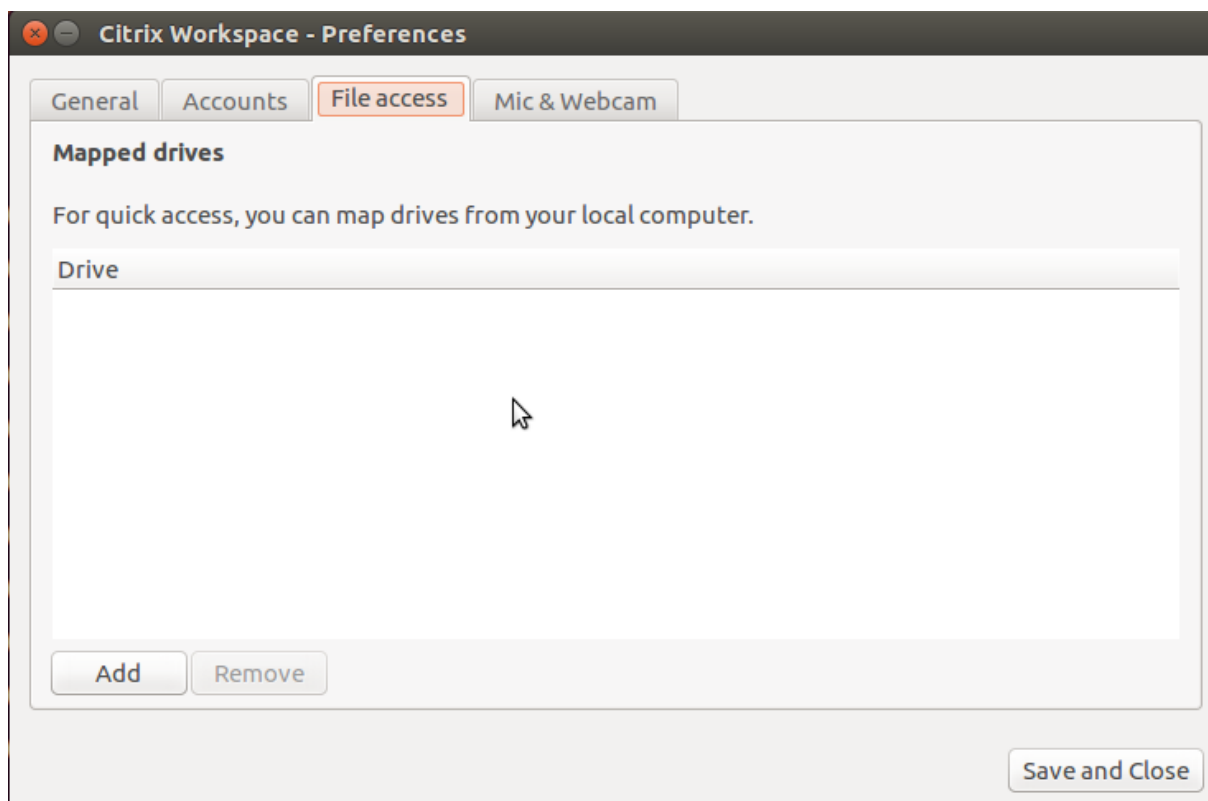 Citrix Workspace - Preferences
General Accounts File access Mic & Webcam
Mapped drives
For quick access, you can map drives from your local computer.
Drive
Add Remove
Save and Close